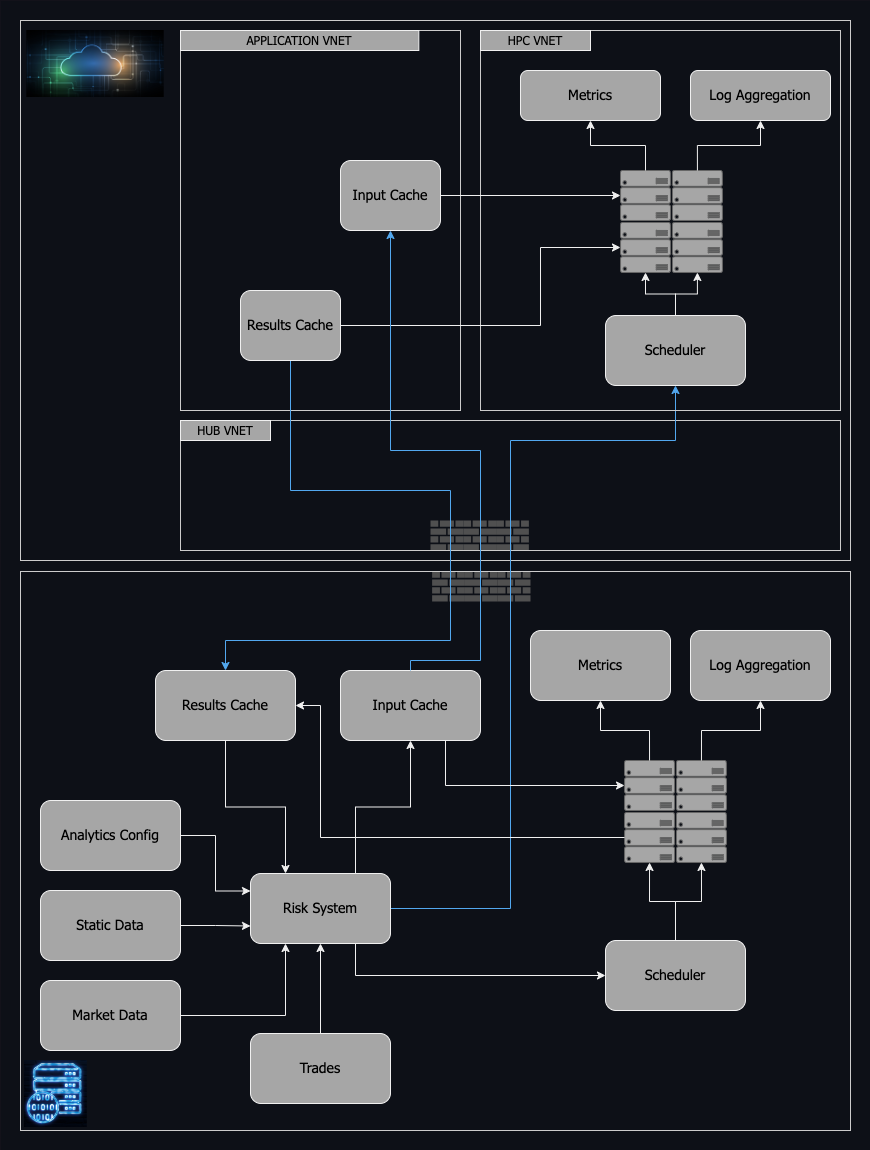 APPLICATION VNET
HPC VNET
Metrics
Log Aggregation
Input Cache
Results Cache
Scheduler
HUB VNET
Metrics
Log Aggregation
Results Cache
Input Cache
Analytics Config
Risk System
Static Data
Scheduler
Market Data
Trades